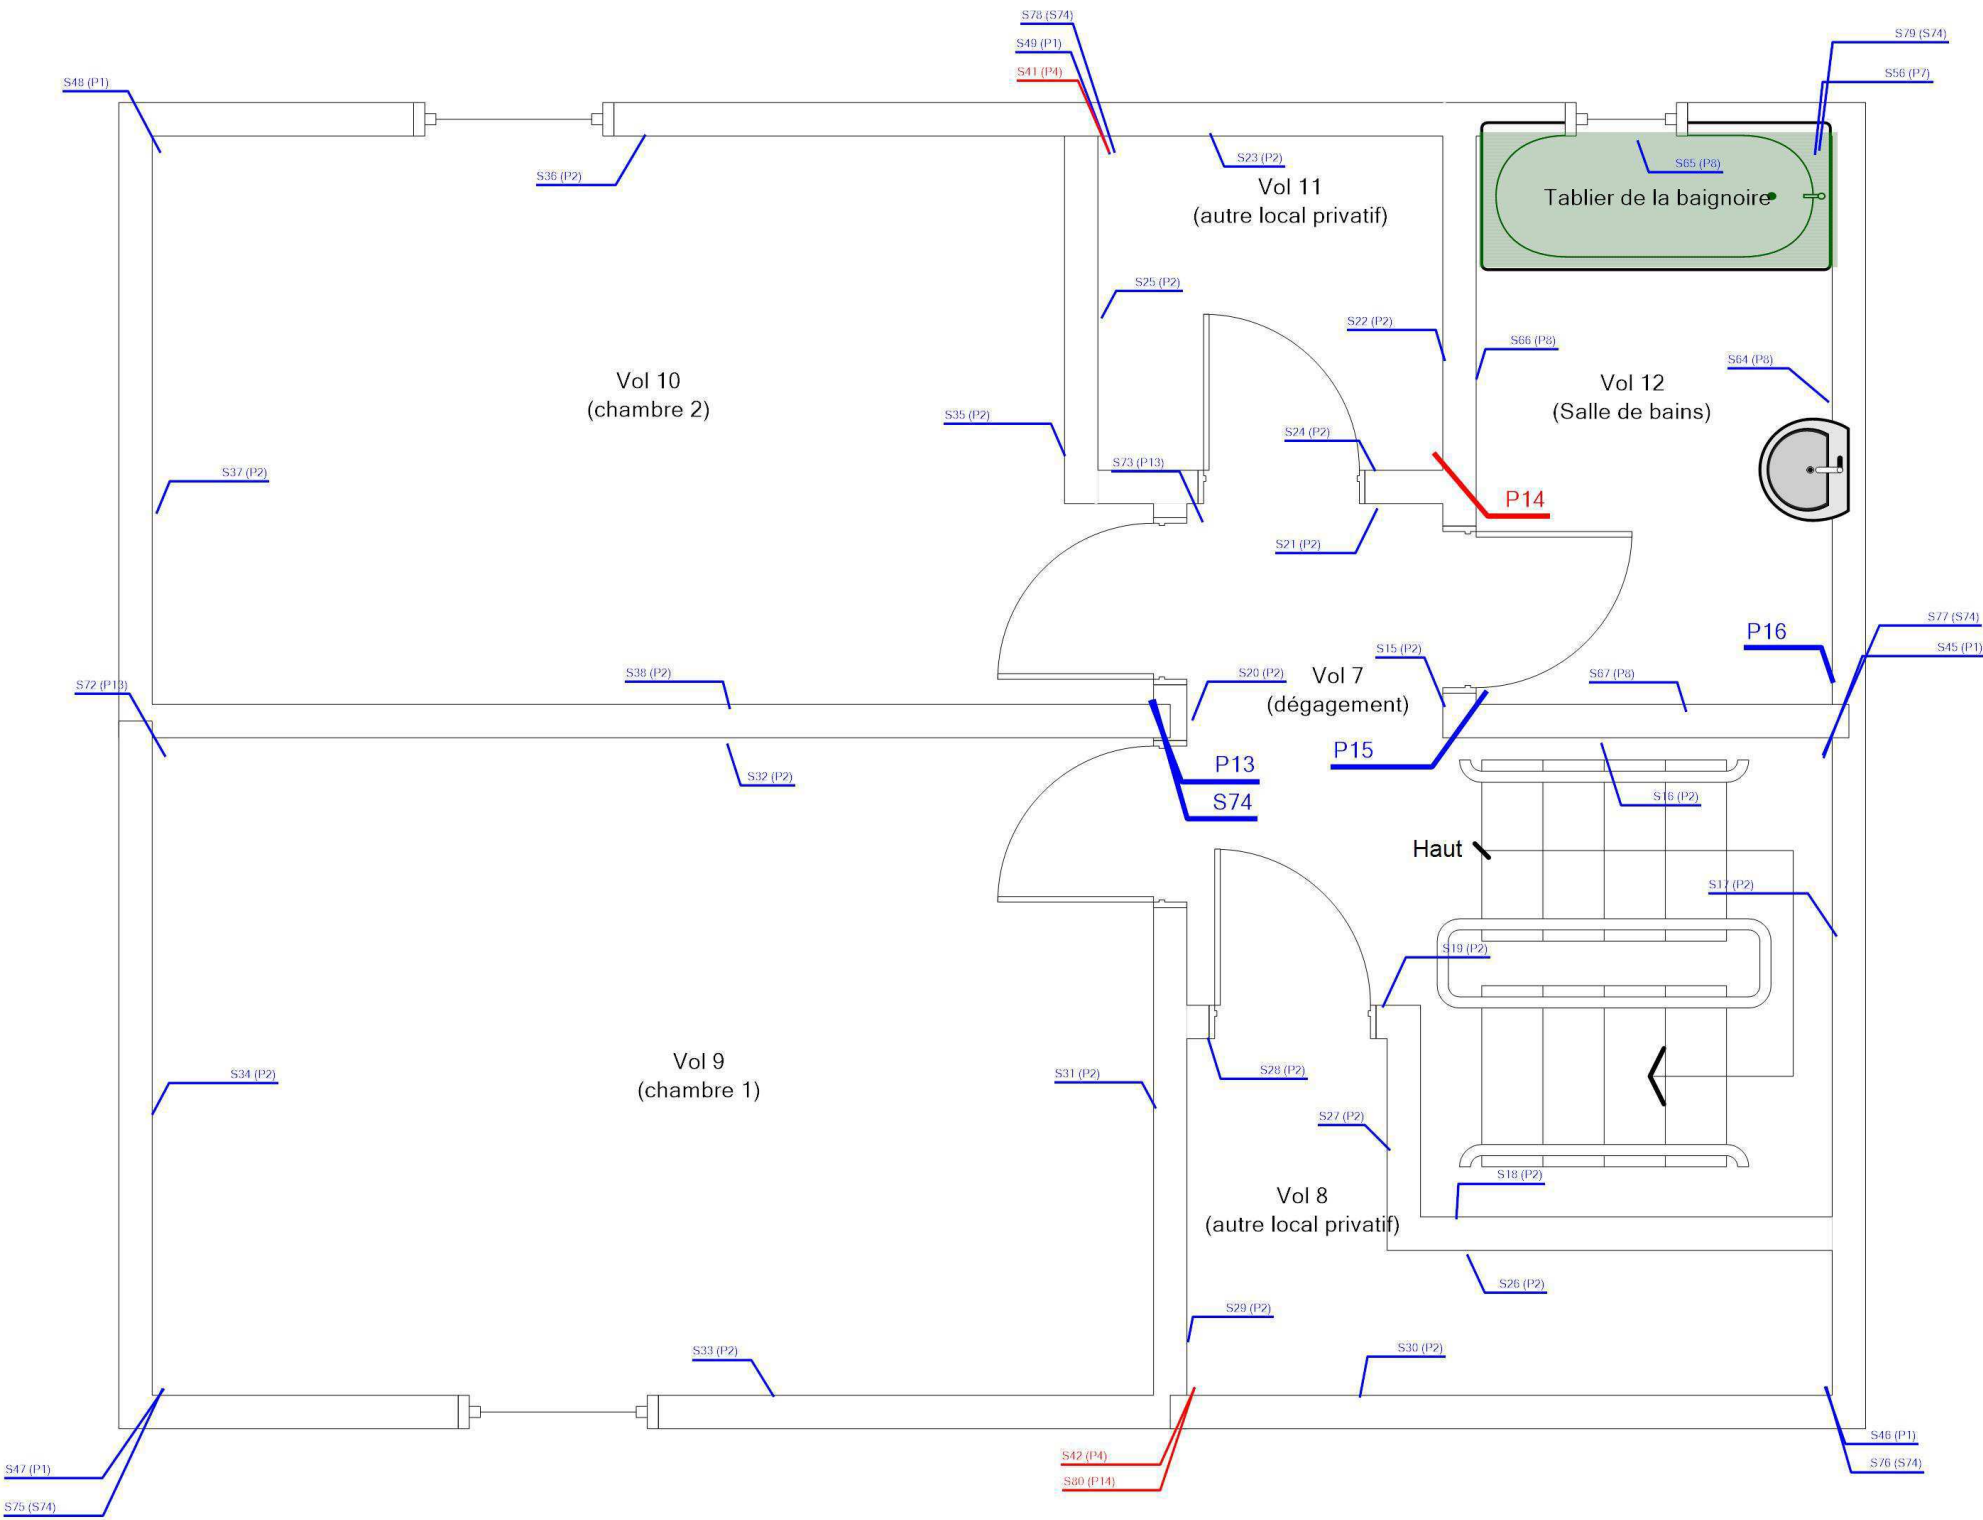 S78 (S74)
S79 (S74)
S49 (P1)
S41 (P4)
S56 (P7)
S48 (P1)
S23 (P2)
S65 (P8)
S36 (P2)
Vol 11
(autre local privatif)
Tablier de la baignoire
S25 (P2)
S22 (P2)
S66 (P8)
S64 (P8)
Vol 10
(chambre 2)
Vol 12
(Salle de bains)
S35 (P2)
S24 (P2)
S73 (P13)
S37 (P2)
P14
S21 (P2)
S77 (S74)
P16
S45 (P1)
S15 (P2)
S38 (P2)
S20 (P2)
Vol 7
(dégagement)
S67 (P8)
S72 (P13)
P15
P13
S32 (P2)
S74
S16 (P2)
Haut
S17 (P2)
S19 (P2)
Vol 9
(chambre 1)
S34 (P2)
S31 (P2)
S28 (P2)
S27 (P2)
S18 (P2)
Vol 8
(autre local privatif)
S26 (P2)
S29 (P2)
S33 (P2)
S30 (P2)
S46 (P1)
S42 (P4)
S47 (P1)
S76 (S74)
S80 (P14)
S75 (S74)